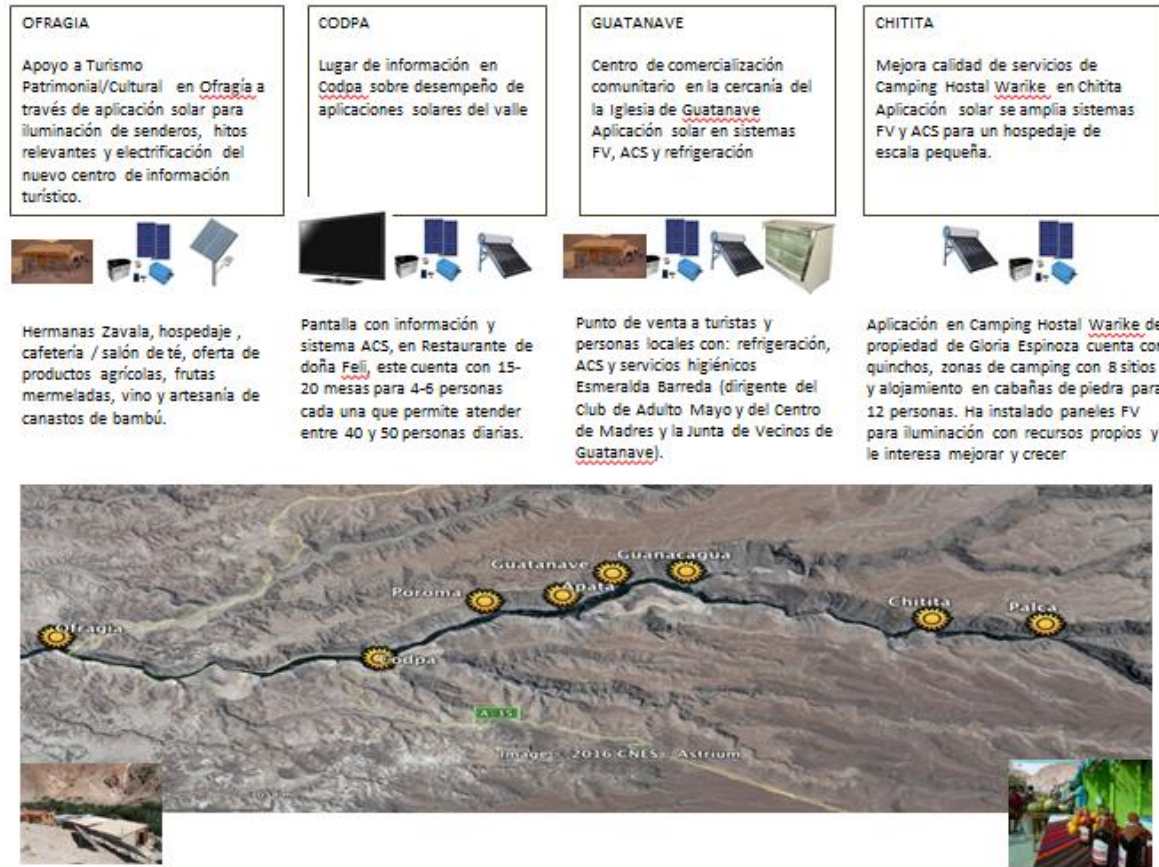 OFRAGIA
Apoyo a Turismo
Patrimonial/Cultural en Ofragía a
través de aplicación solar para
iluminación de senderos, hitos
relevantes y electrificación del
nuevo centro de información
turístico.
CODPA
Lugar de información en
Codpa sobre desempeño de
aplicaciones solares del valle
GUATANAVE
Centro de comercialización
comunitario en la cercanía del
la Iglesia de Guatanave
Aplicación solar en sistemas
FV, ACS y refrigeración
CHITITA
Mejora calidad de servicios de
Camping Hostal Warike en Chitita
Aplicación solar se amplia sistemas
FV y ACS para un hospedaje de
escala pequeña.
Hermanas Zavala, hospedaje ,
cafetería / salón de té, oferta de
productos agrícolas, frutas
mermeladas, vino y artesanía de
canastos de bambú.
Pantalla con información y
sistema ACS, en Restaurante de
doña Feli, este cuenta con 15-
20 mesas para 4-6 personas
cada una que permite atender
entre 40 y 50 personas diarias.
Punto de venta a turistas y
personas locales con: refrigeración,
ACS y servicios higiénicos
Esmeralda Barreda (dirigente del
Club de Adulto Mayo y del Centro
de Madres y la Junta de Vecinos de
Guatanave).
Aplicación en Camping Hostal Warike de
propiedad de Gloria Espinoza cuenta con
quinchos, zonas de camping con 8 sitios
y alojamiento en cabañas de piedra para
12 personas. Ha instalado paneles FV
para iluminación con recursos propios y
le interesa mejorar y crecer
Guanacagua
Guatanave
Apata
Poroma
Chitita
Palca
Ofragia
Codpa
A-35
Image © 2016 CNES / Astrium